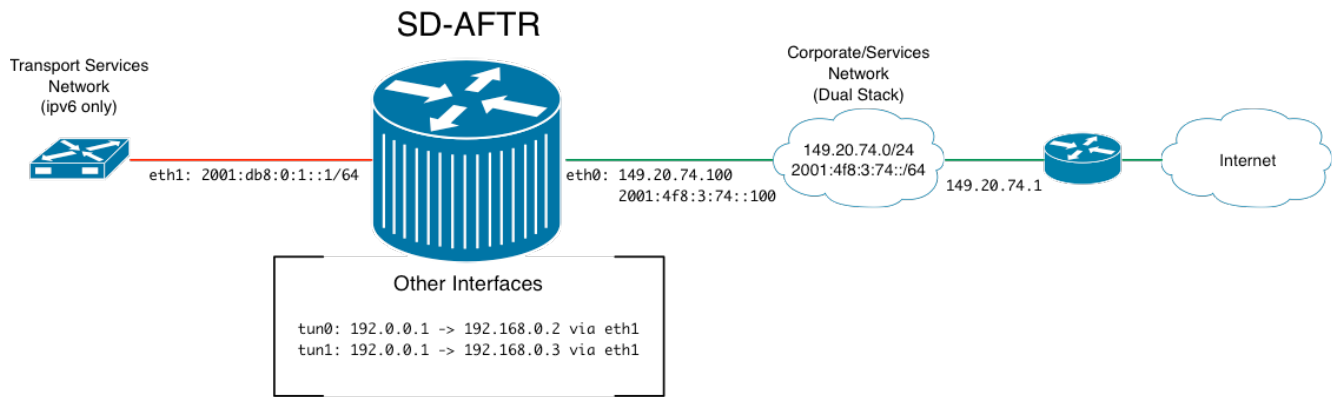 SD-AFTR
Transport Services
Network
(ipv6 only)
eth1: 2001:db8:0:1::1/64
eth0: 149.20.74.100
2001:4f8:3:74::100
Corporate/Services
Network
(Dual Stack)
149.20.74.0/24
2001:4f8:3:74::/64
149.20.74.1
Internet
Other Interfaces
tun0: 192.0.0.1 -> 192.168.0.2 via eth1
tun1: 192.0.0.1 -> 192.168.0.3 via eth1